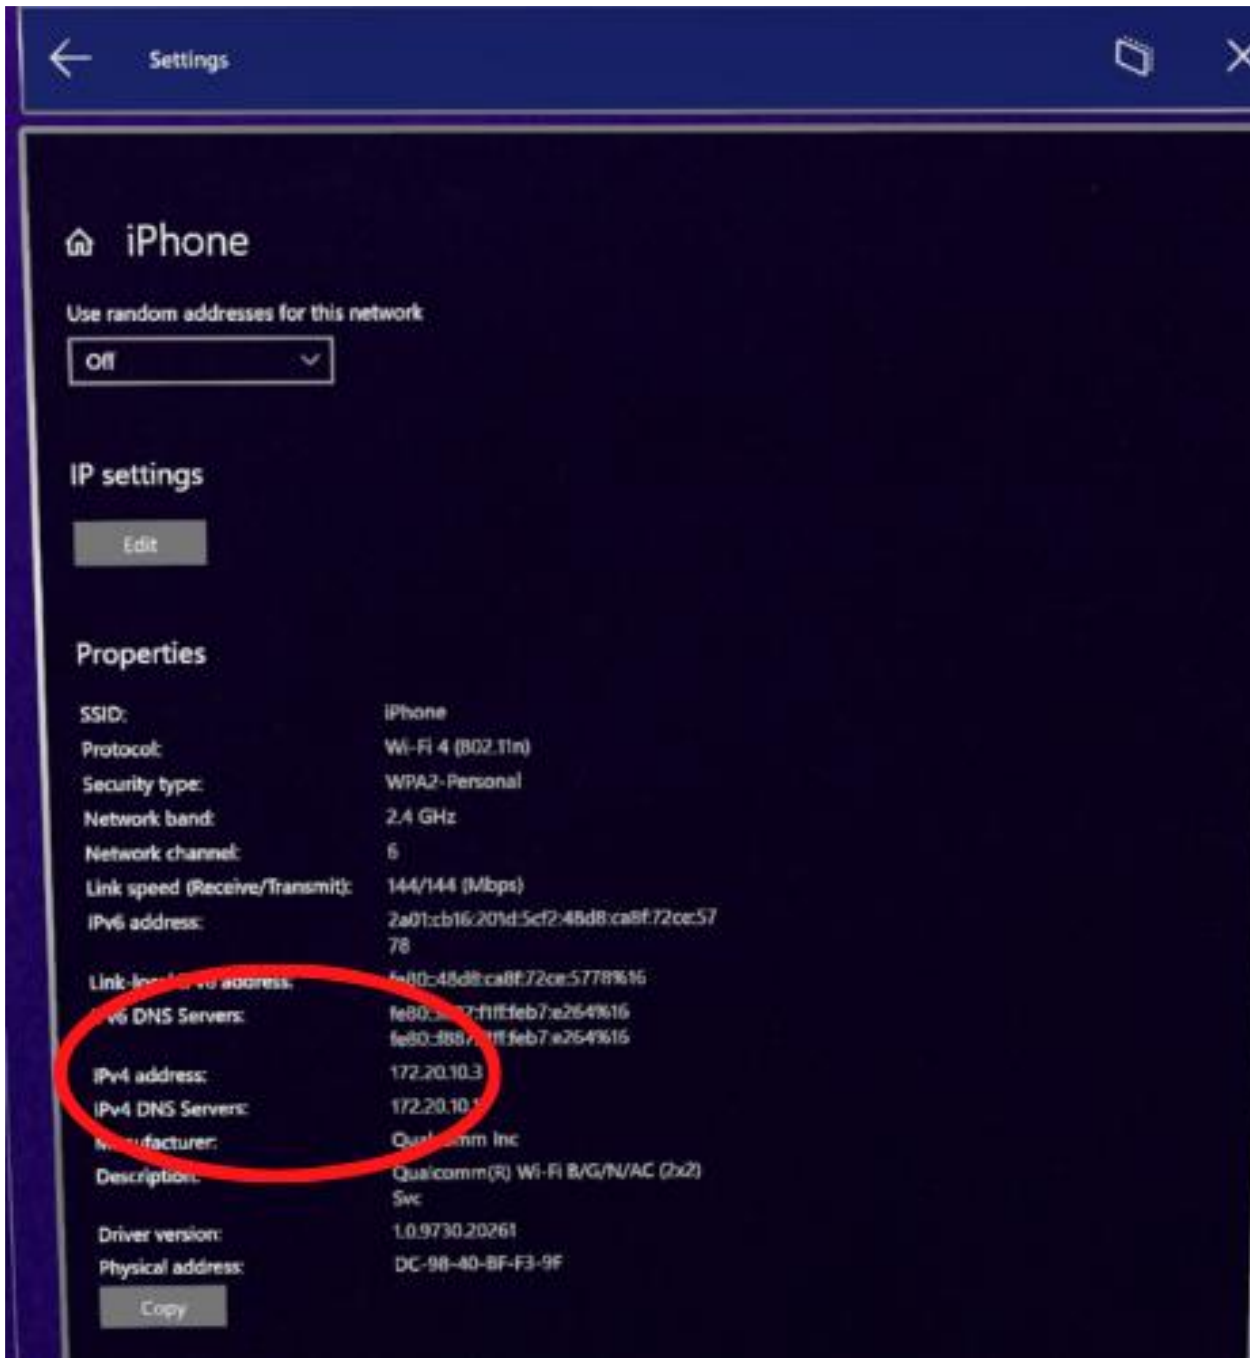 Settings
iPhone
Use random addresses for this network
Off
IP settings
Edit
Properties
SSID: iPhone
Protocol: Wi-Fi 4 (802.11n)
Security type: WPA2-Personal
Network band: 2.4 GHz
Network channel: 6
Link speed (Receive/Transmit): 144/144 (Mbps)
IPv6 address: 2a01:cb16:201d:5cf2:48d8:ca8f:72ce:57
78
address: fe80::48d8:ca8f:72ce:5778%16
DNS Servers:
IPv4 address: 172.20.10.3
IPv4 DNS Servers:
Manufacturer: Qualcomm Inc
Description: Qualcomm(R) Wi-Fi B/G/N/AC (2x2)
Svc
Driver version: 1.0.9730.20261
Physical address: DC-98-40-BF-F3-9F
Copy